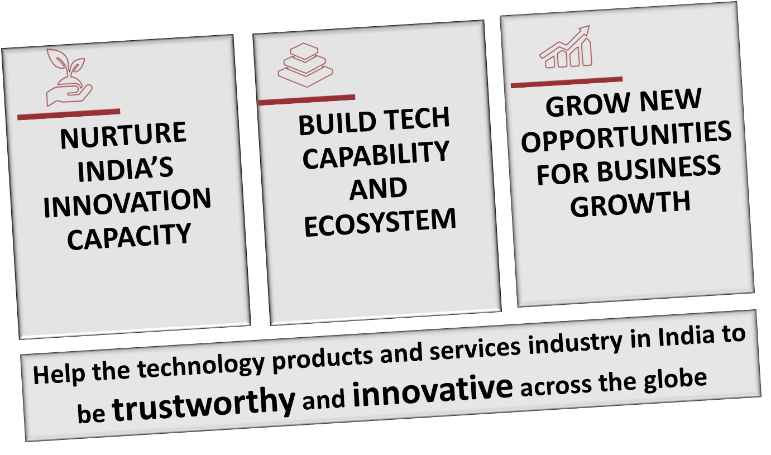 NURTURE
INDIA'S
INNOVATION
CAPACITY
BUILD TECH
CAPABILITY
AND
ECOSYSTEM
GROW NEW
OPPORTUNITIES
FOR BUSINESS
GROWTH
Help the technology products and services industry in India to
be trustworthy and innovative across the globe